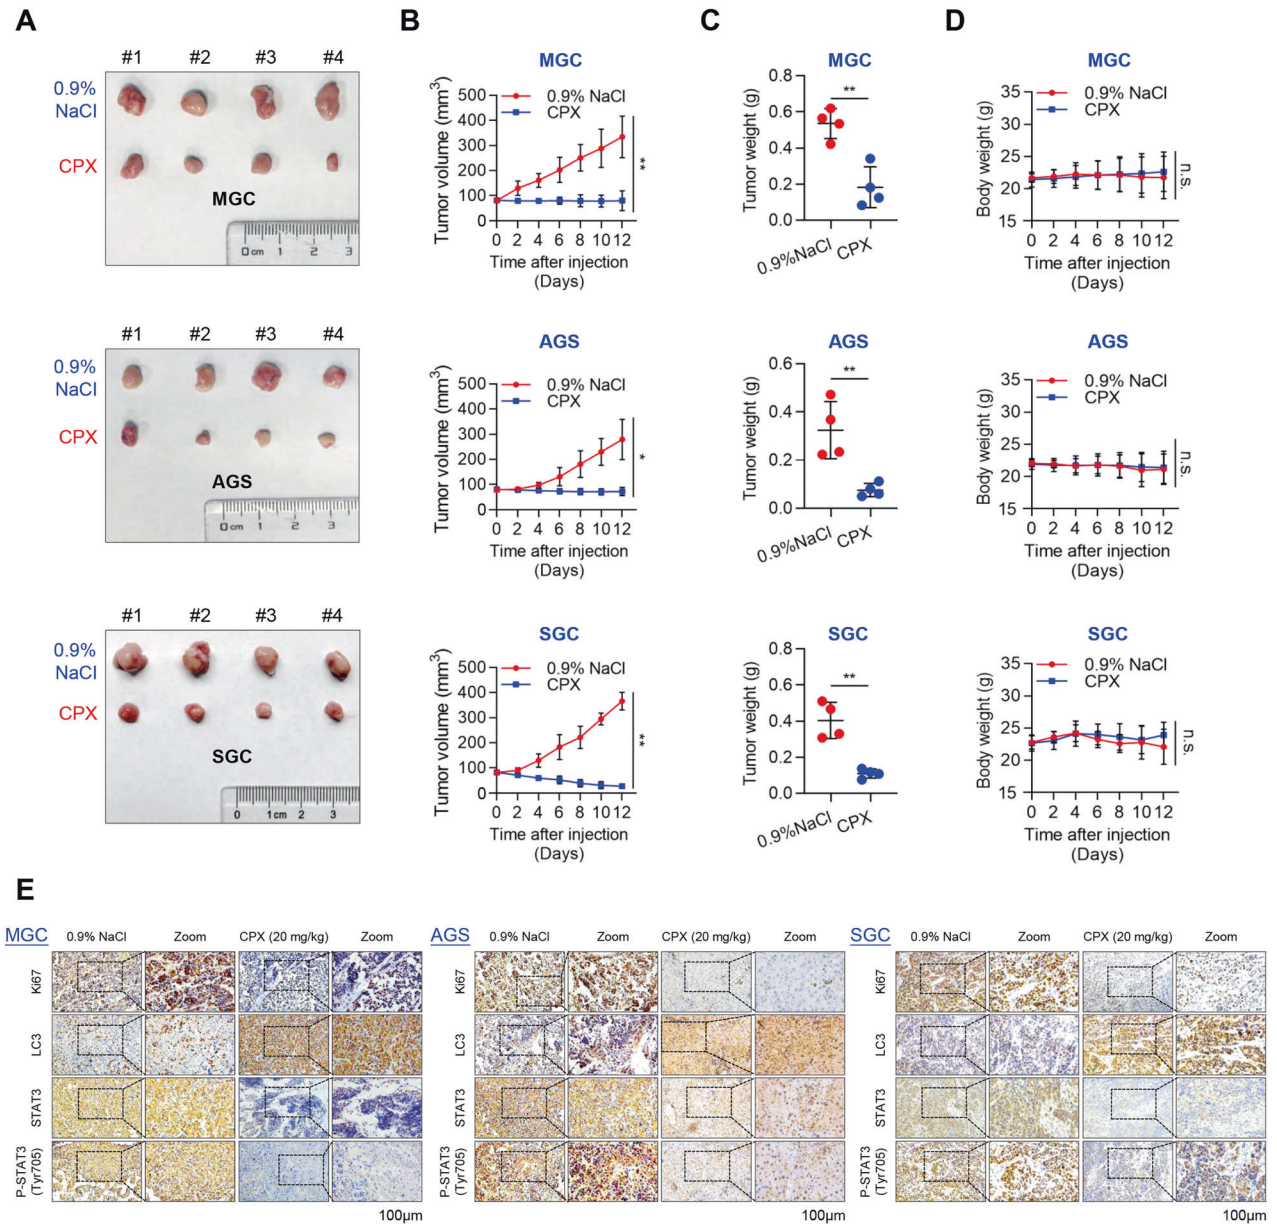 A
B
C
D
#1 #2 #3 #4
0.9%
NaCl
CPX
MGC
0 cm 1 2 3
MGC
Tumor volume (mm³)
500
400
300
200
100
0
0.9% NaCl
CPX
**
0 2 4 6 8 10 12
Time after injection
(Days)
MGC
Tumor weight (g)
0.8
0.6
0.4
0.2
0.0
**
0.9%NaCl CPX
MGC
Body weight (g)
35
30
25
20
15
0.9% NaCl
CPX
n.s.
0 2 4 6 8 10 12
Time after injection
(Days)
#1 #2 #3 #4
0.9%
NaCl
CPX
AGS
0 cm 1 2 3
AGS
Tumor volume (mm³)
500
400
300
200
100
0
0.9% NaCl
CPX
*
0 2 4 6 8 10 12
Time after injection
(Days)
AGS
Tumor weight (g)
0.6
0.4
0.2
0.0
**
0.9%NaCl CPX
AGS
Body weight (g)
35
30
25
20
15
0.9% NaCl
CPX
n.s.
0 2 4 6 8 10 12
Time after injection
(Days)
#1 #2 #3 #4
0.9%
NaCl
CPX
SGC
0 1cm 2 3
SGC
Tumor volume (mm³)
500
400
300
200
100
0
0.9% NaCl
CPX
**
0 2 4 6 8 10 12
Time after injection
(Days)
SGC
Tumor weight (g)
0.8
0.6
0.4
0.2
0.0
**
0.9%NaCl CPX
SGC
Body weight (g)
35
30
25
20
15
0.9% NaCl
CPX
n.s.
0 2 4 6 8 10 12
Time after injection
(Days)
E
MGC 0.9% NaCl Zoom CPX (20 mg/kg) Zoom
Ki67
LC3
STAT3
P-STAT3
(Tyr705)
100μm
AGS 0.9% NaCl Zoom CPX (20 mg/kg) Zoom
Ki67
LC3
STAT3
P-STAT3
(Tyr705)
100μm
SGC 0.9% NaCl Zoom CPX (20 mg/kg) Zoom
Ki67
LC3
STAT3
P-STAT3
(Tyr705)
100μm